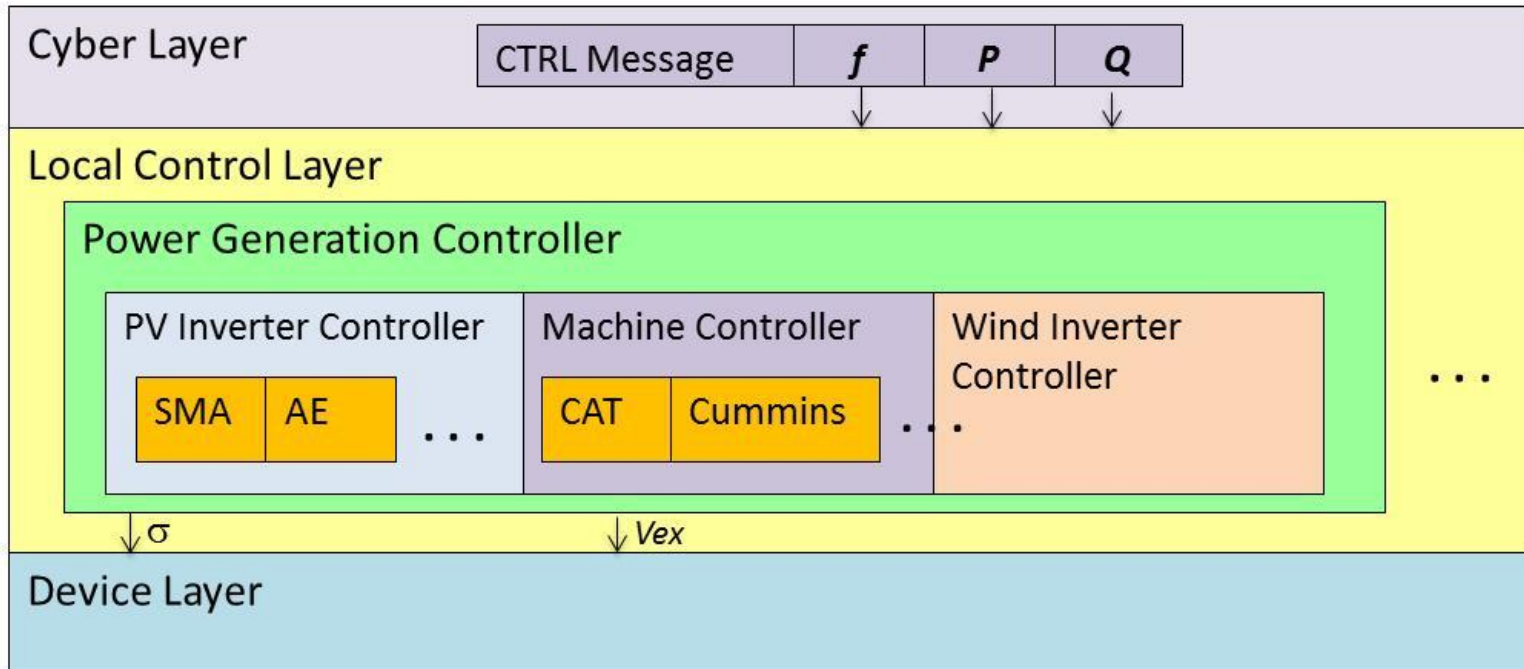 Cyber Layer
CTRL Message f P Q
Local Control Layer
Power Generation Controller
PV Inverter Controller
SMA AE ...
Machine Controller
CAT Cummins ...
Wind Inverter
Controller
...
σ
Vex
Device Layer